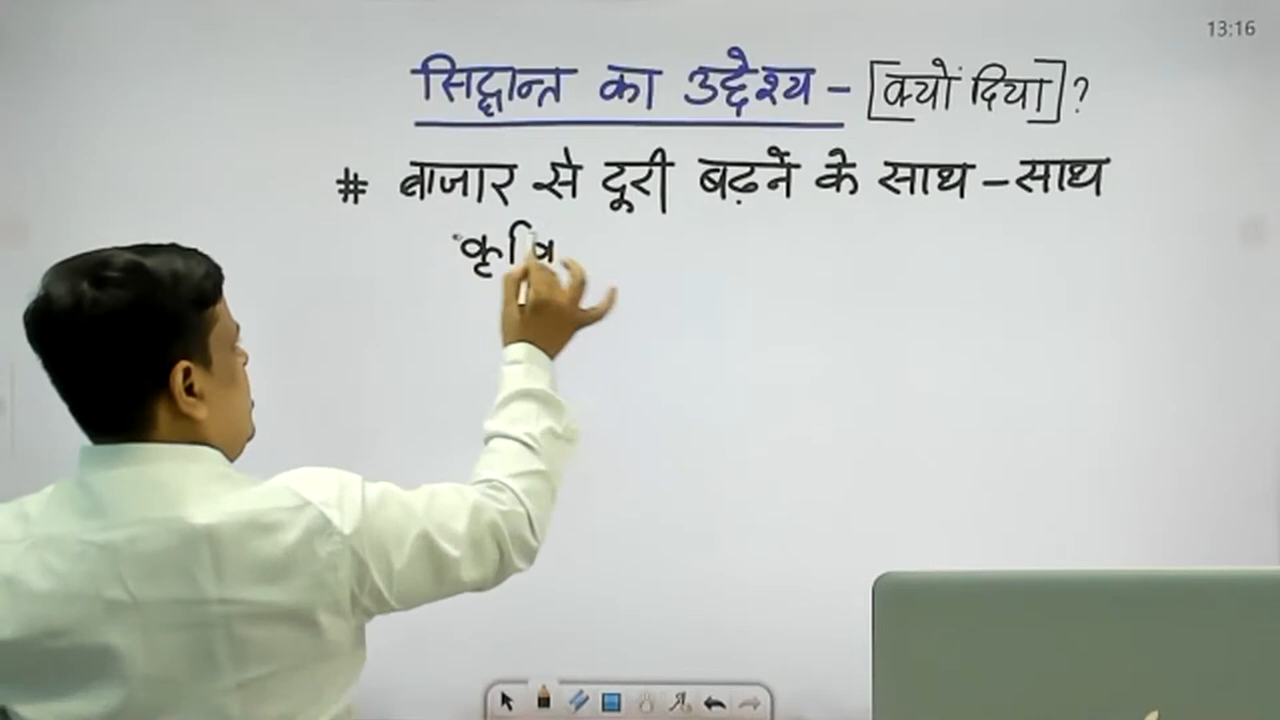 13:16
सिद्धान्त का उद्देश्य – [क्यों दिया] ?
# बाजार से दूरी बढ़ने के साथ – साथ
कृषि